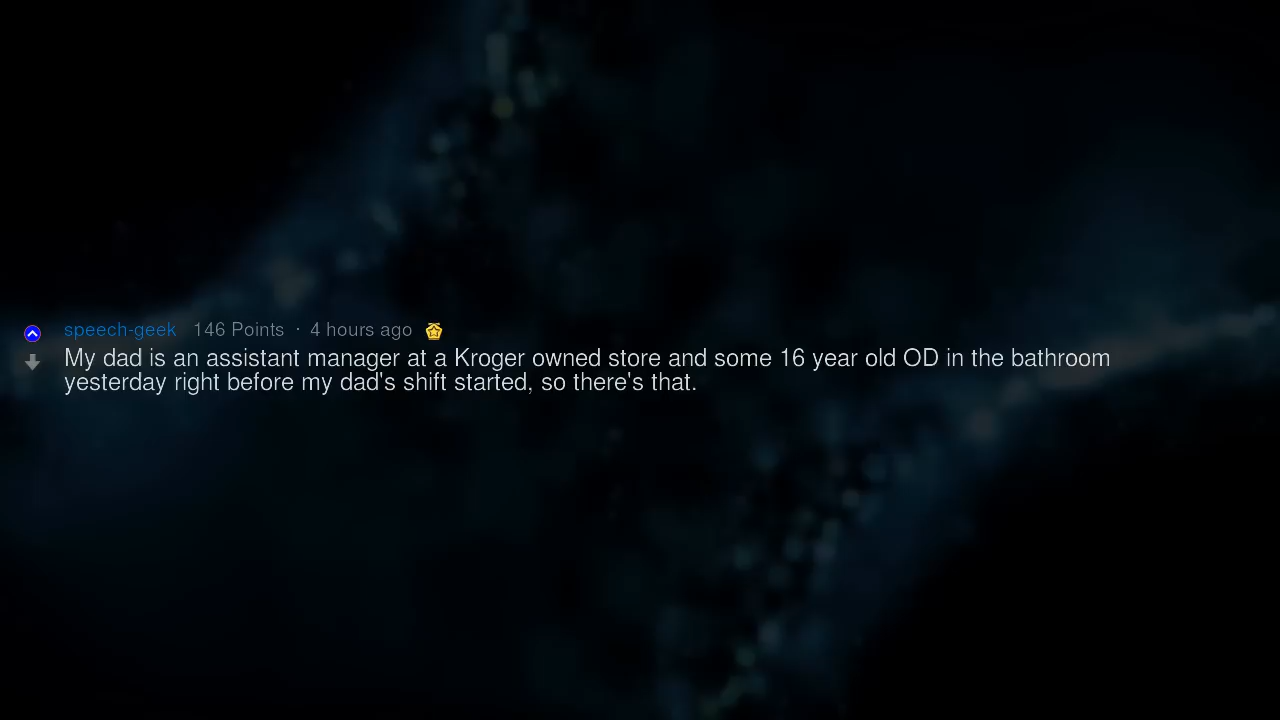 speech-geek 146 Points · 4 hours ago
My dad is an assistant manager at a Kroger owned store and some 16 year old OD in the bathroom
yesterday right before my dad's shift started, so there's that.